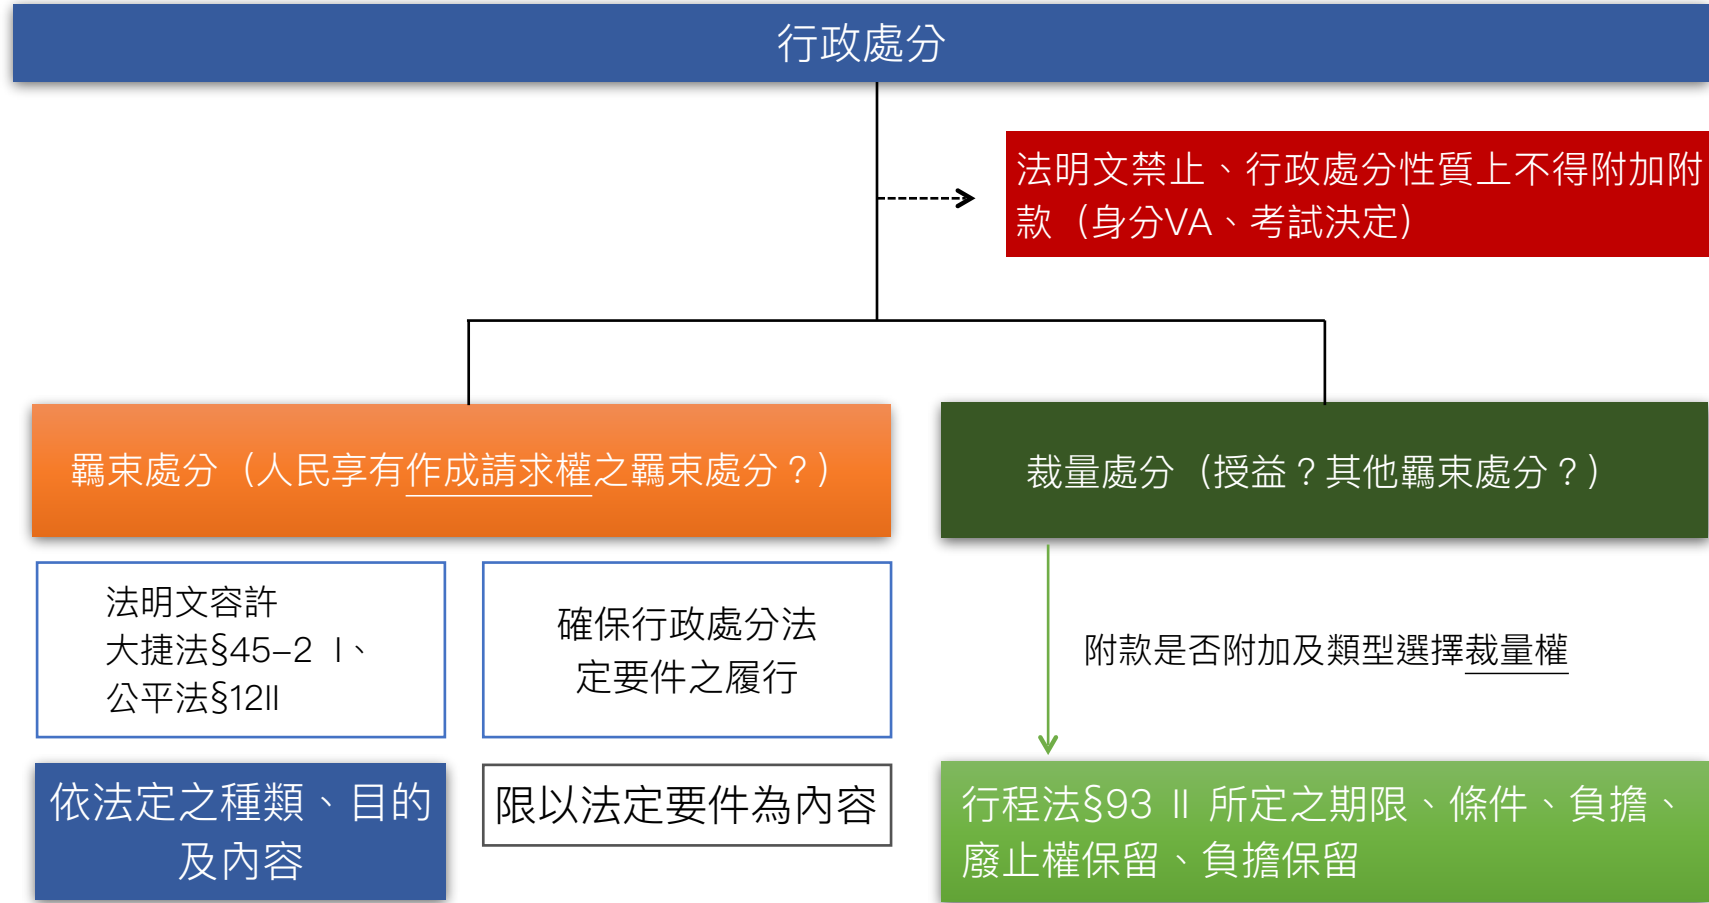 行政處分
法明文禁止、行政處分性質上不得附加附
款（身分VA、考試決定）
羈束處分（人民享有作成請求權之羈束處分？）
裁量處分（授益？其他羈束處分？）
法明文容許
大捷法§45-2 I、
公平法§12II
確保行政處分法
定要件之履行
附款是否附加及類型選擇裁量權
依法定之種類、目的
及內容
限以法定要件為內容
行程法§93 II 所定之期限、條件、負擔、
廢止權保留、負擔保留